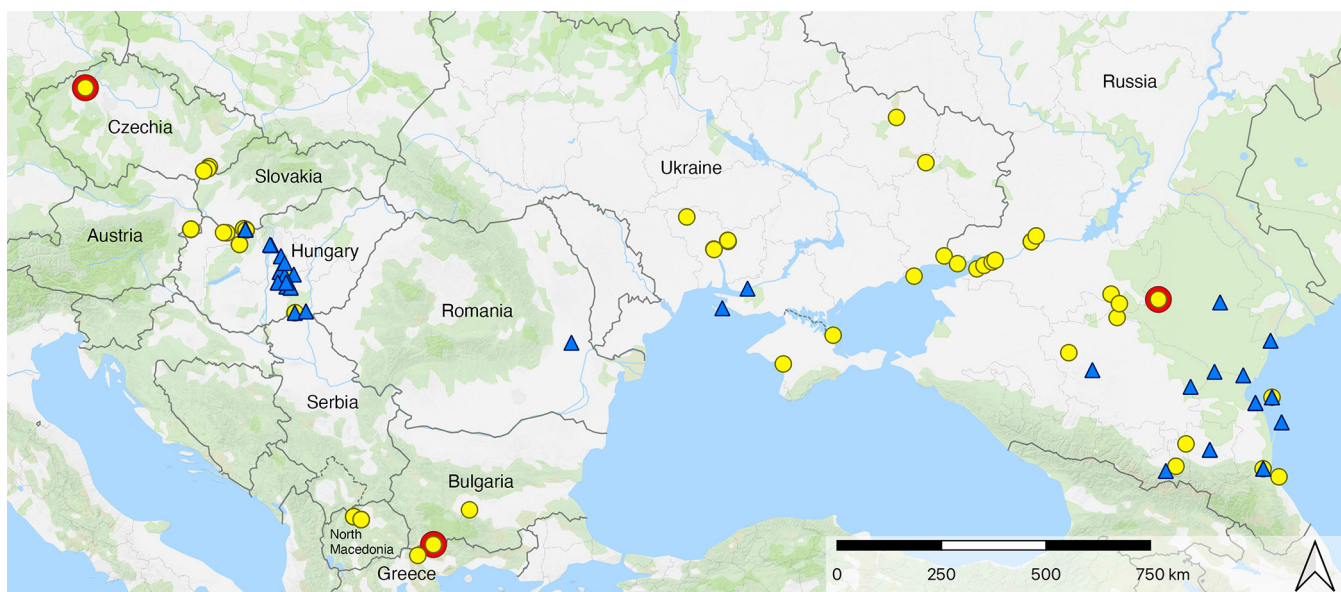 Russia
Czechia
Ukraine
Slovakia
Austria
Hungary
Romania
Serbia
Bulgaria
North
Macedonia
Greece
0 250 500 750 km